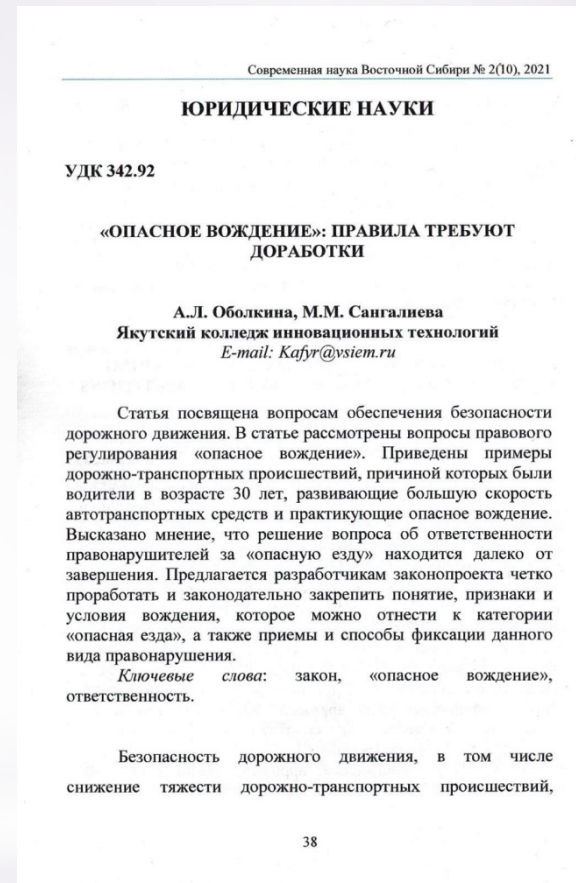 Современная наука Восточной Сибири № 2(10), 2021
ЮРИДИЧЕСКИЕ НАУКИ
УДК 342.92
«ОПАСНОЕ ВОЖДЕНИЕ»: ПРАВИЛА ТРЕБУЮТ
ДОРАБОТКИ
А.Л. Оболкина, М.М. Сангалиева
Якутский колледж инновационных технологий
E-mail: Kafyr@vsiem.ru
Статья посвящена вопросам обеспечения безопасности
дорожного движения. В статье рассмотрены вопросы правового
регулирования «опасное вождение». Приведены примеры
дорожно-транспортных происшествий, причиной которых были
водители в возрасте 30 лет, развивающие большую скорость
автотранспортных средств и практикующие опасное вождение.
Высказано мнение, что решение вопроса об ответственности
правонарушителей за «опасную езду» находится далеко от
завершения. Предлагается разработчикам законопроекта четко
проработать и законодательно закрепить понятие, признаки и
условия вождения, которое можно отнести к категории
«опасная езда», а также приемы и способы фиксации данного
вида правонарушения.
Ключевые слова: закон, «опасное вождение»,
ответственность.
Безопасность дорожного движения, в том числе
снижение тяжести дорожно-транспортных происшествий,
38